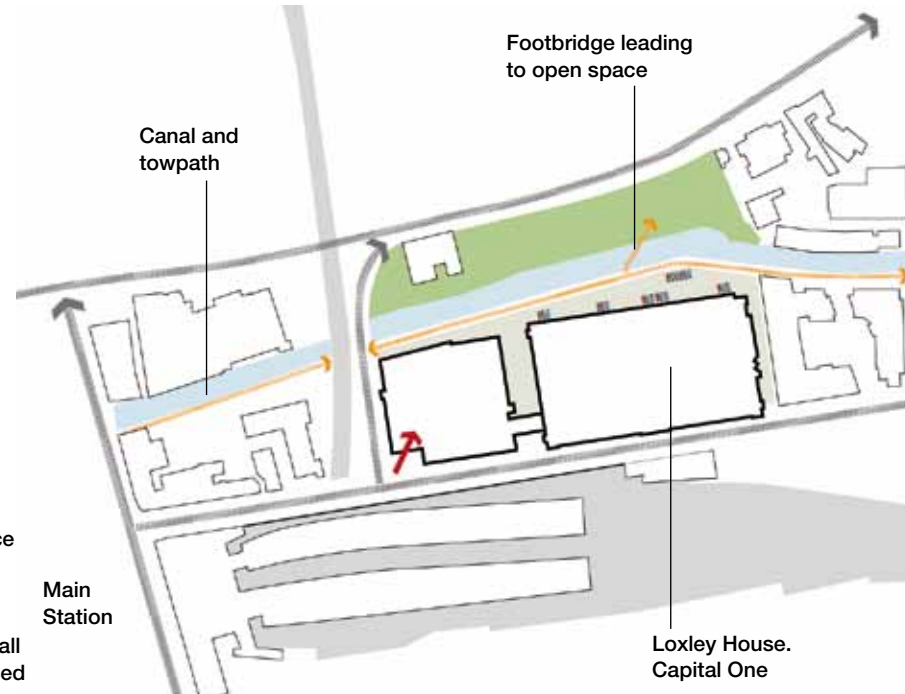 Footbridge leading
to open space
Canal and
towpath
Main
Station
Loxley House.
Capital One